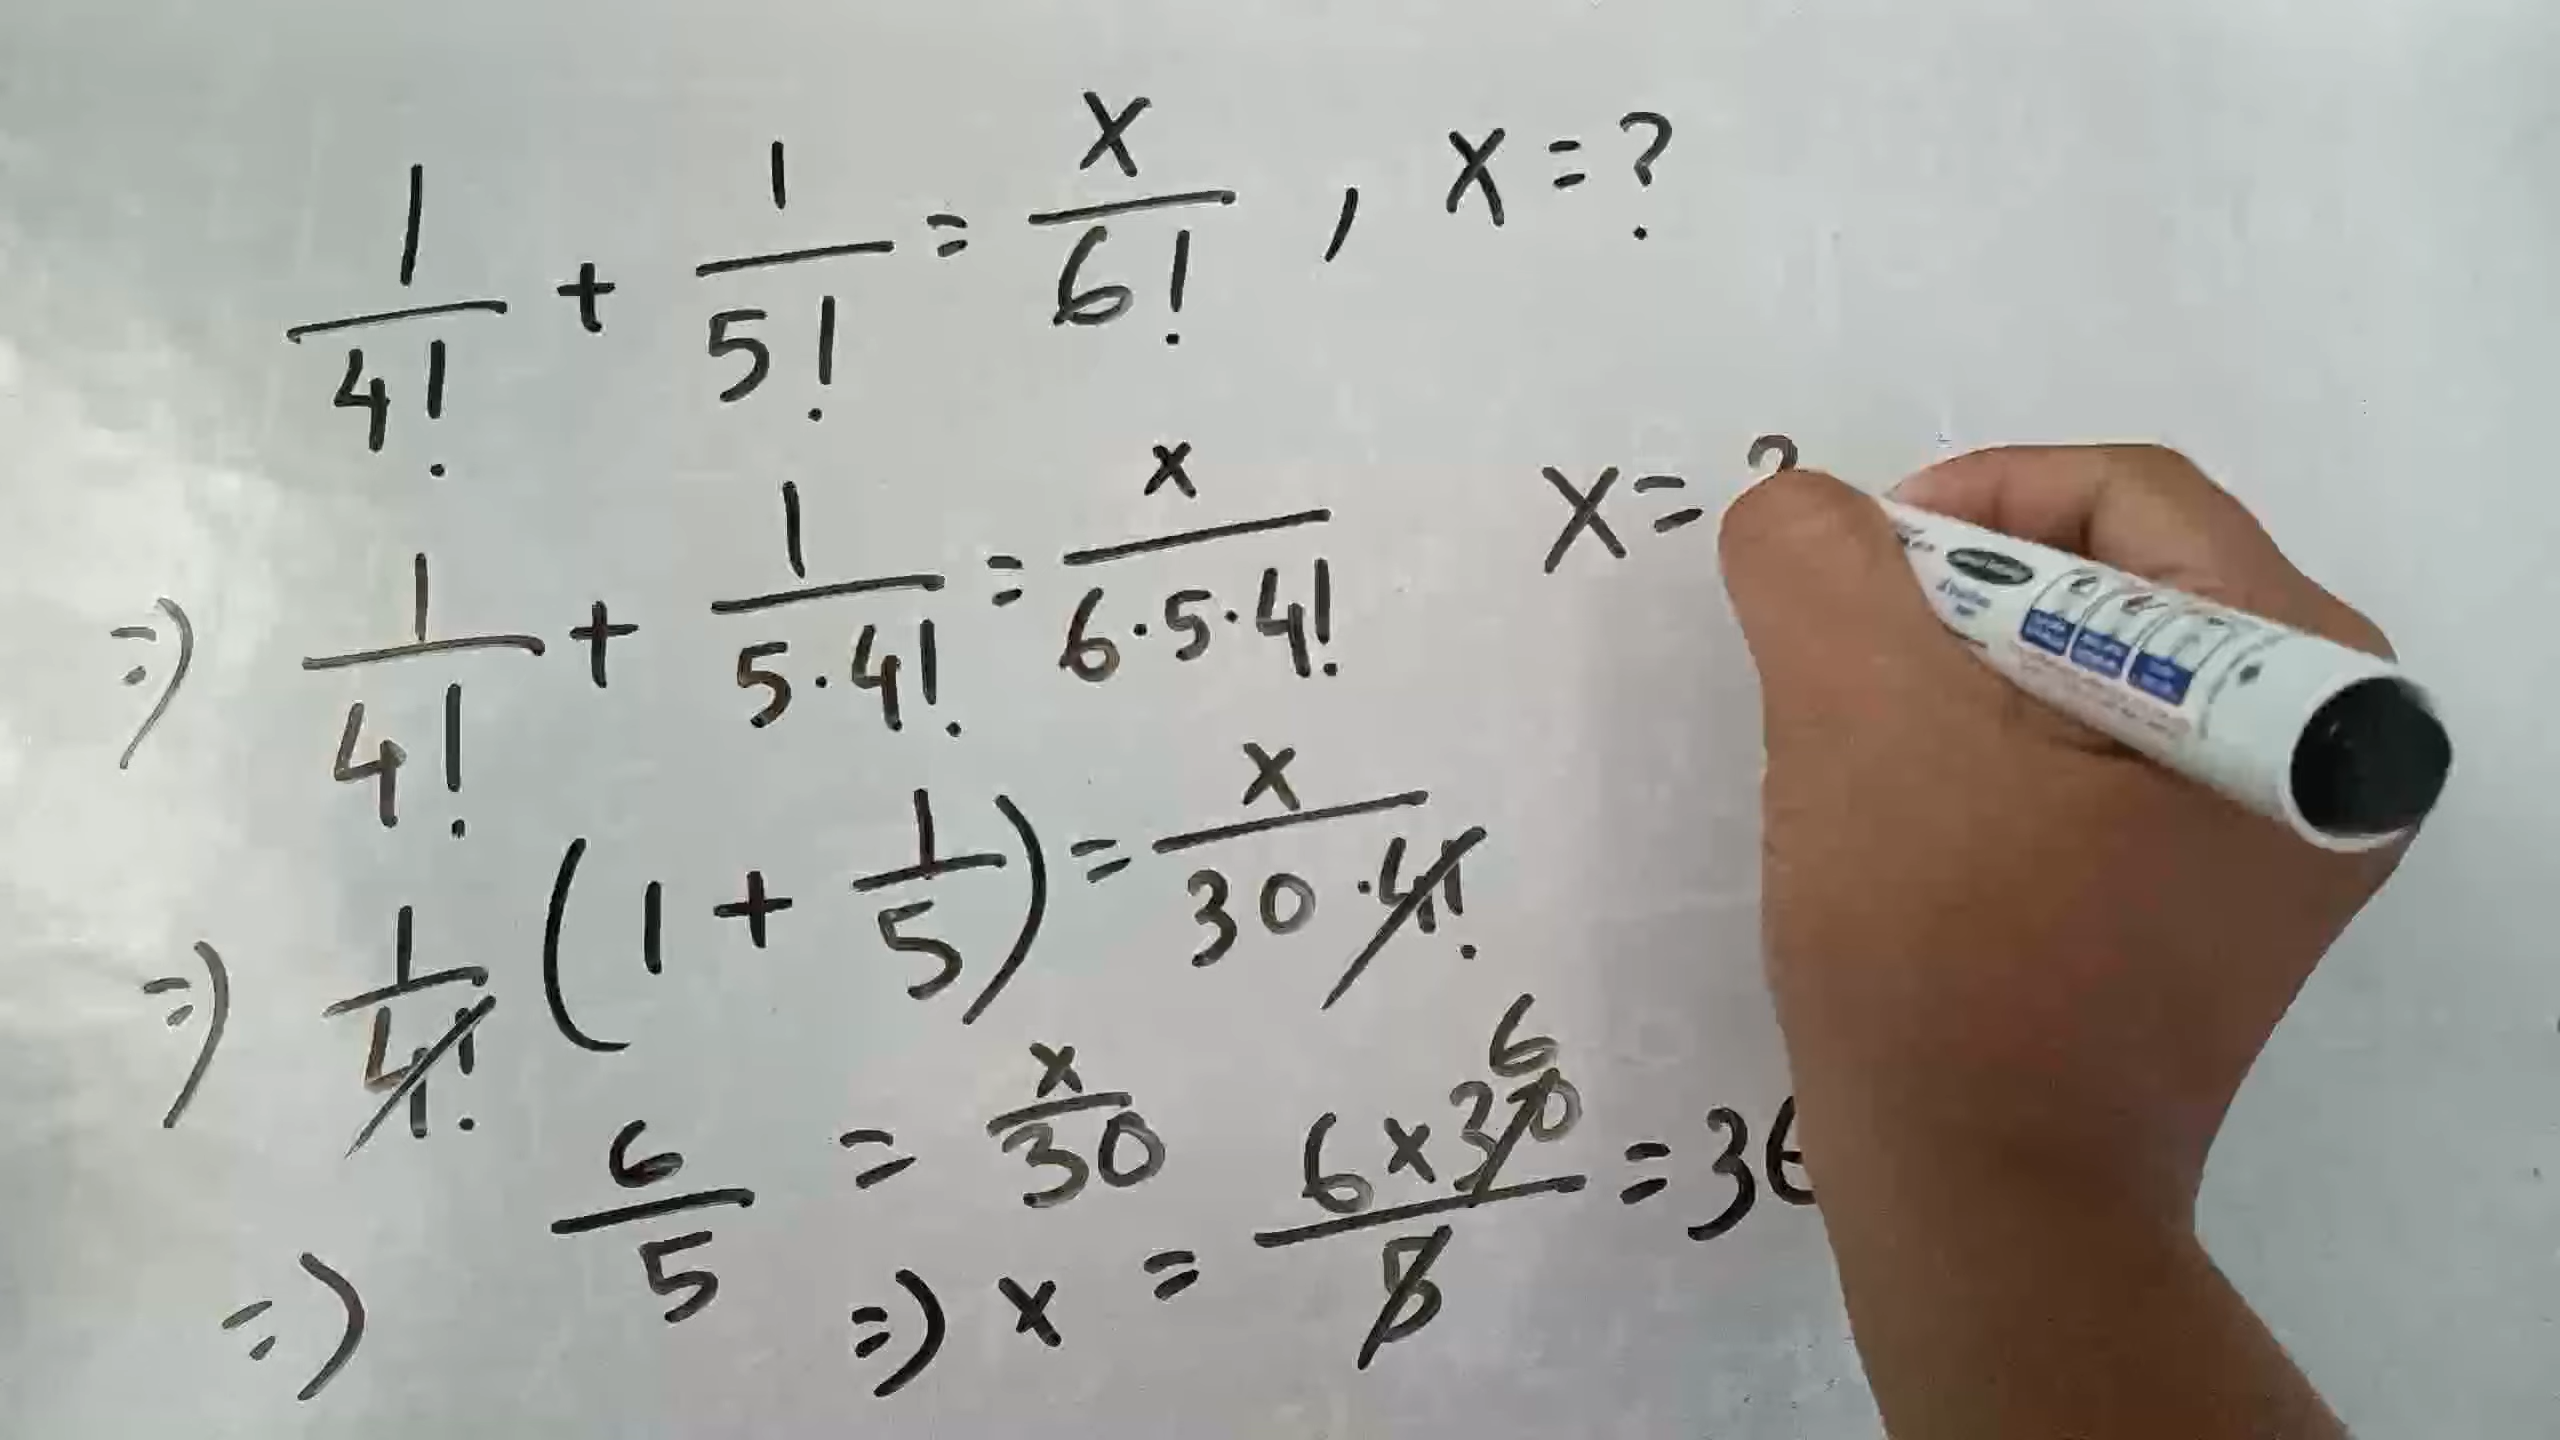 1/4! + 1/5! = x/6! , x = ?
x =
=) 1/4! + 1/(5·4!) = x/(6·5·4!)
=) 1/4! (1 + 1/5) = x/(30·4!)
=) 6/5 = x/30 =) x = (6 x 30)/5 = 36
6